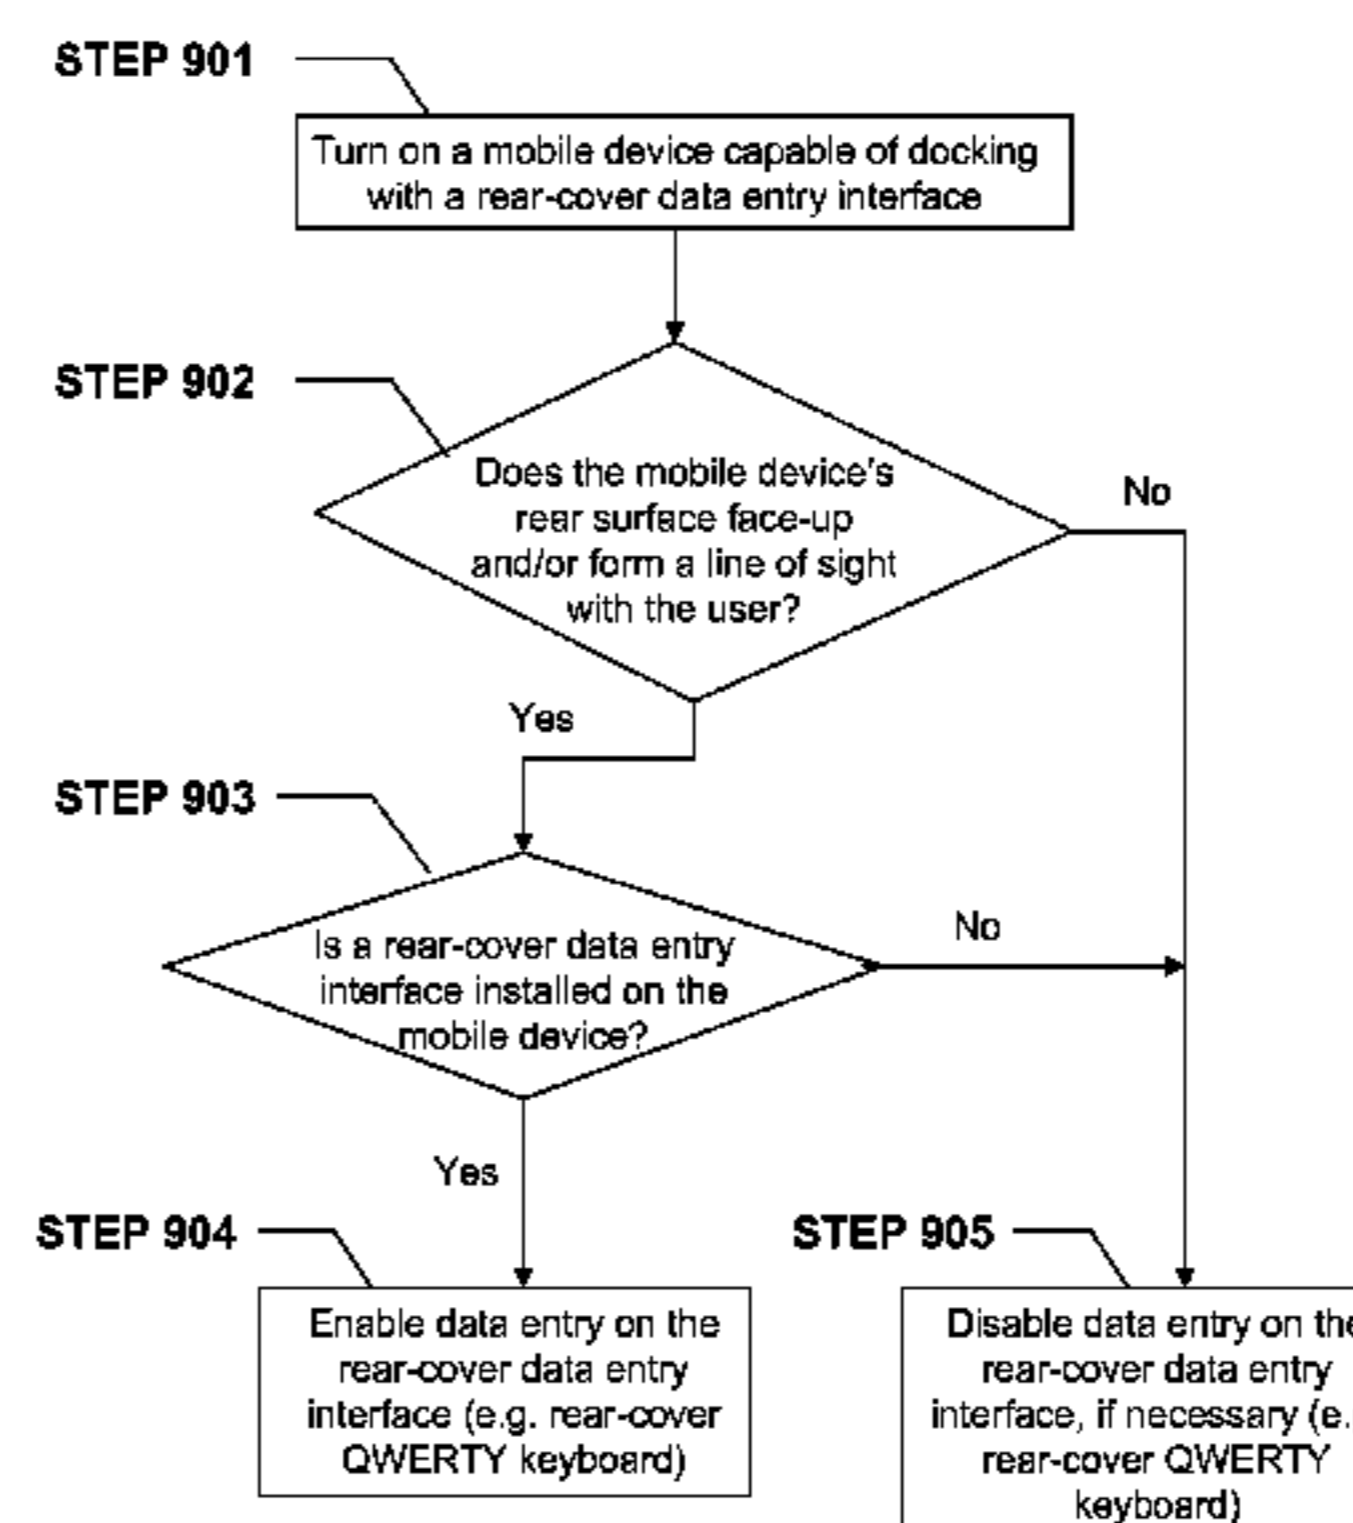 STEP 901
Turn on a mobile device capable of docking
with a rear-cover data entry interface
STEP 902
Does the mobile device's
rear surface face-up
and/or form a line of sight
with the user?
No
Yes
STEP 903
Is a rear-cover data entry
interface installed on the
mobile device?
No
Yes
STEP 904
Enable data entry on the
rear-cover data entry
interface (e.g. rear-cover
QWERTY keyboard)
STEP 905
Disable data entry on the
rear-cover data entry
interface, if necessary (e.
rear-cover QWERTY
keyboard)